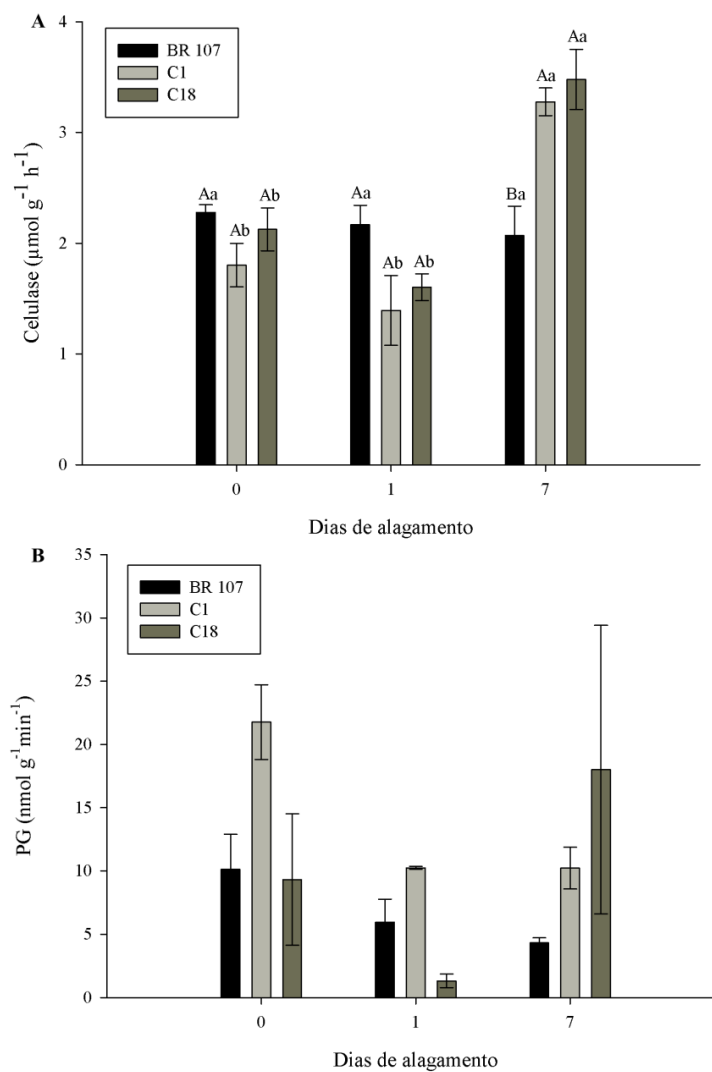 A
4
BR 107
C1
C18
Aa
Aa
3
Aa
Ab
Aa
Ba
Ab
2
Ab
Ab
1
0
Celulase (µmol g⁻¹ h⁻¹)
0
1
7
Dias de alagamento
B
35
BR 107
C1
C18
30
25
20
15
10
5
0
PG (nmol g⁻¹min⁻¹)
0
1
7
Dias de alagamento